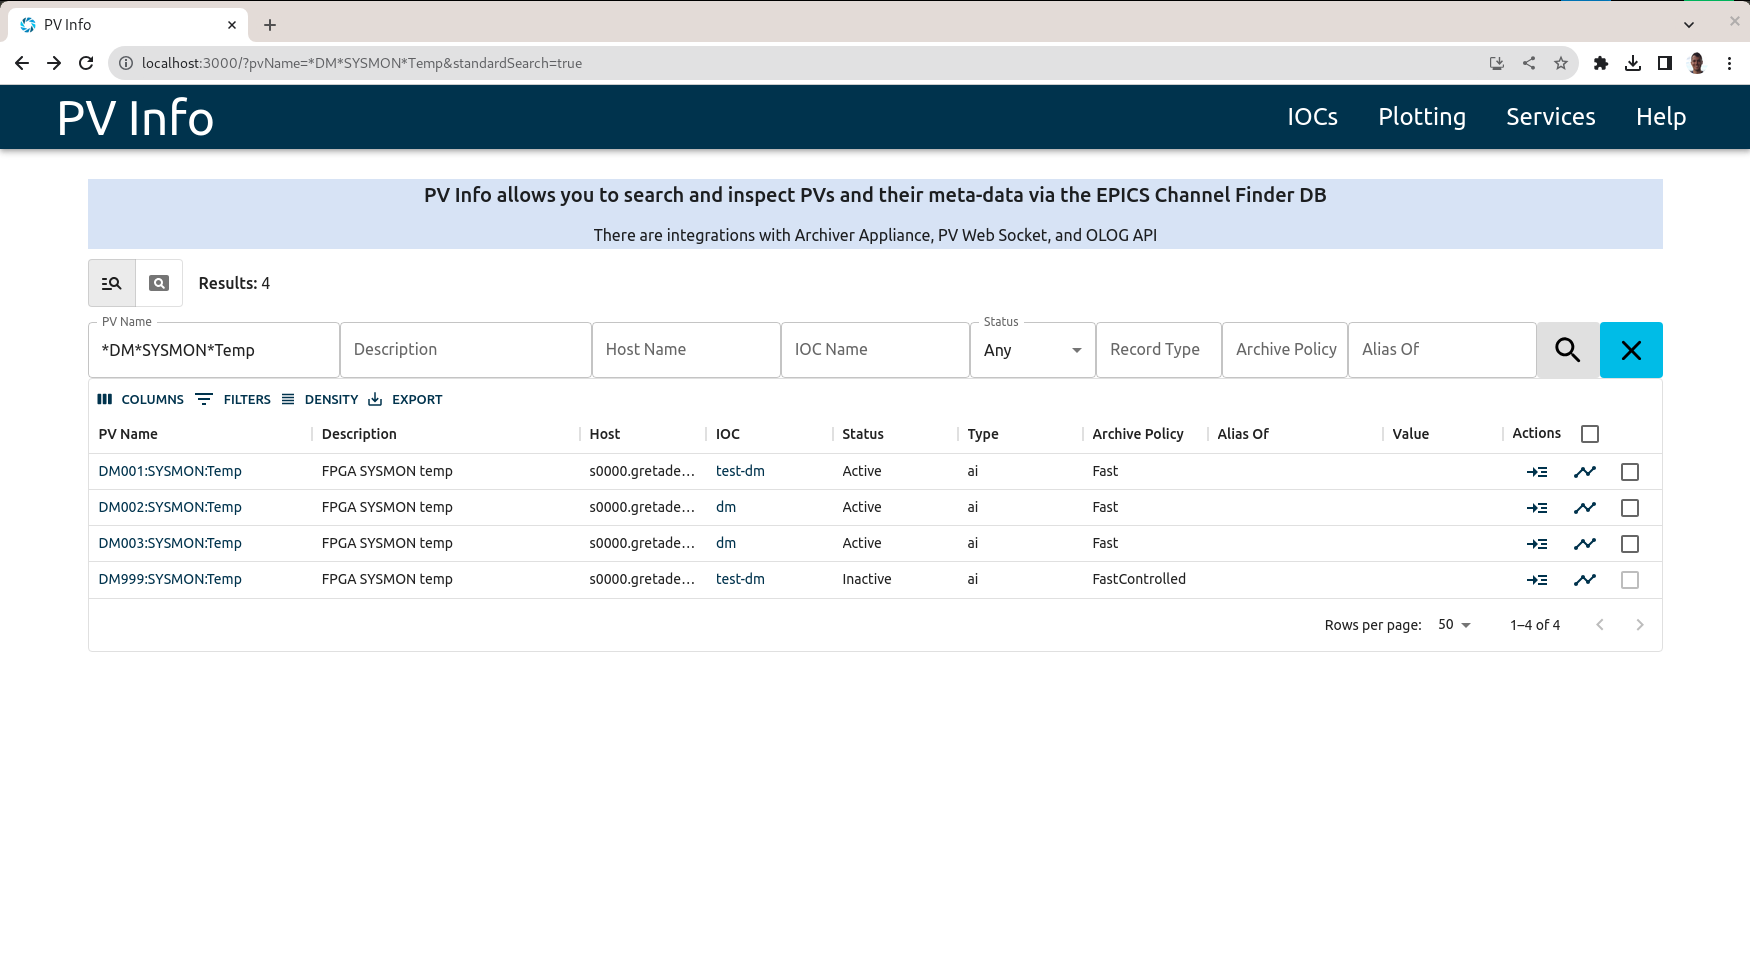 PV Info
localhost:3000/?pvName=*DM*SYSMON*Temp&standardSearch=true
PV Info IOCs Plotting Services Help
PV Info allows you to search and inspect PVs and their meta-data via the EPICS Channel Finder DB
There are integrations with Archiver Appliance, PV Web Socket, and OLOG API
Results: 4
PV Name Status
*DM*SYSMON*Temp Description Host Name IOC Name Any Record Type Archive Policy Alias Of
COLUMNS FILTERS DENSITY EXPORT
PV Name Description Host IOC Status Type Archive Policy Alias Of Value Actions
DM001:SYSMON:Temp FPGA SYSMON temp s0000.gretade... test-dm Active ai Fast
DM002:SYSMON:Temp FPGA SYSMON temp s0000.gretade... dm Active ai Fast
DM003:SYSMON:Temp FPGA SYSMON temp s0000.gretade... dm Active ai Fast
DM999:SYSMON:Temp FPGA SYSMON temp s0000.gretade... test-dm Inactive ai FastControlled
Rows per page: 50 1–4 of 4